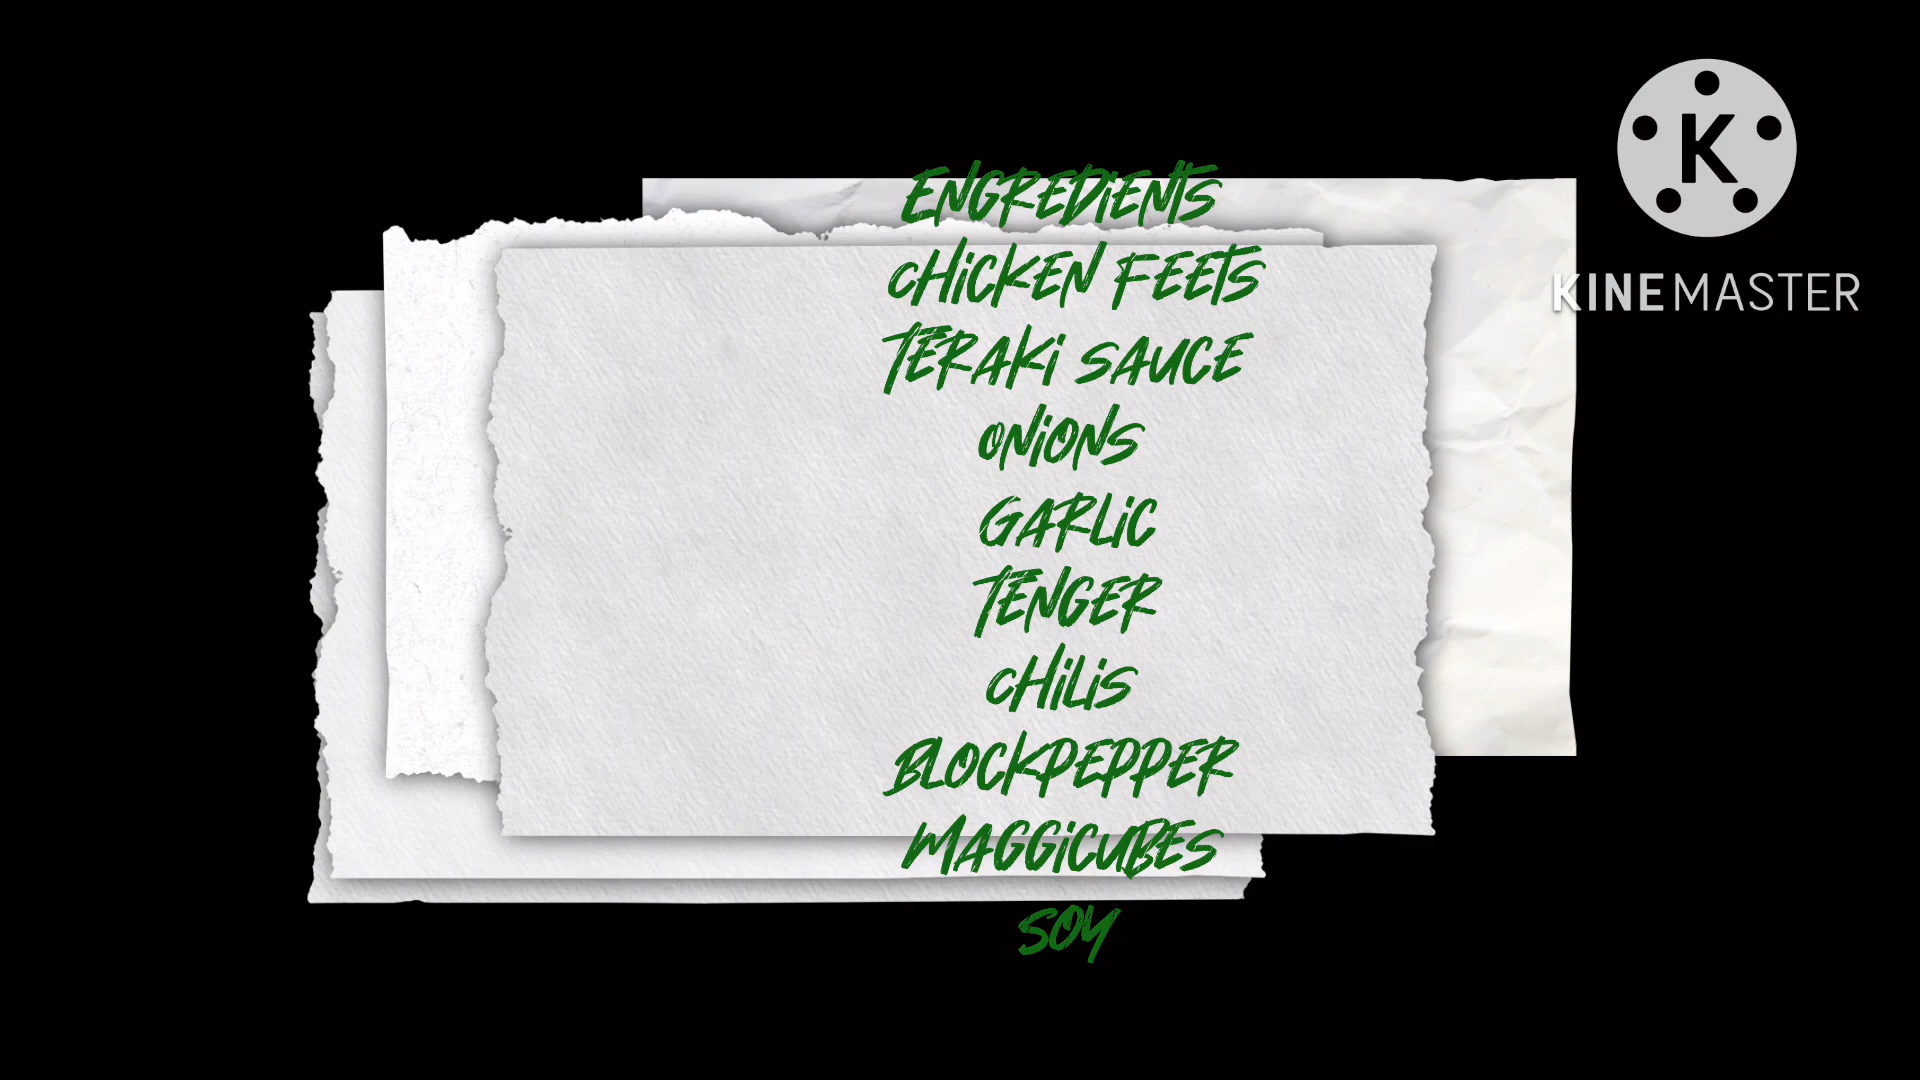 ENGREDiENTS
CHiCKEN FEETS
TERAKi SAUCE
ONiONS
GARLiC
TENGER
CHiLiS
BLOCKPEPPER
MAGGiCUBES
SOY
K
KINEMASTER